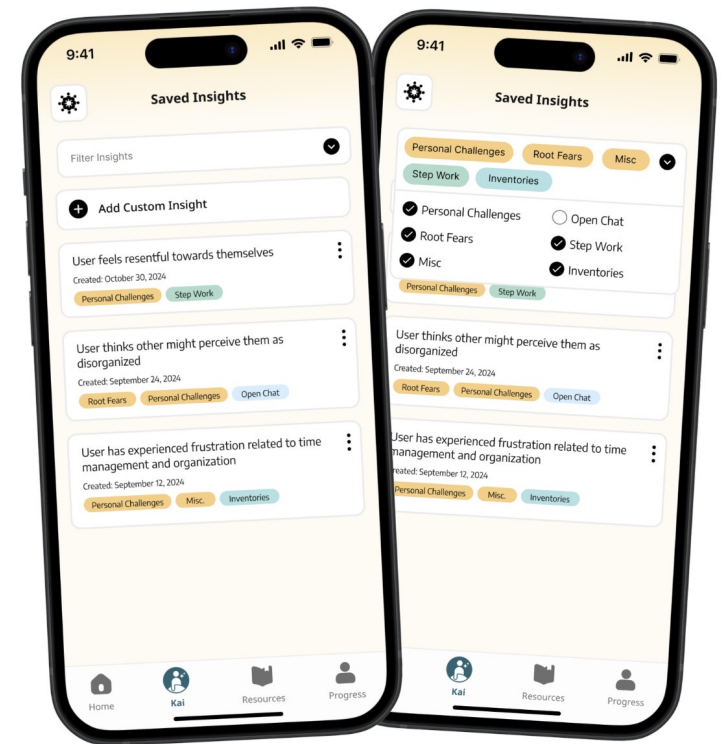 9:41
Saved Insights
Filter Insights
Add Custom Insight
User feels resentful towards themselves
Created: October 30, 2024
Personal Challenges Step Work
User thinks other might perceive them as
disorganized
Created: September 24, 2024
Root Fears Personal Challenges Open Chat
User has experienced frustration related to time
management and organization
Created: September 12, 2024
Personal Challenges Misc. Inventories
Home Kai Resources Progress
9:41
Saved Insights
Personal Challenges Root Fears Misc
Step Work Inventories
Personal Challenges Open Chat
Root Fears Step Work
Misc Inventories
Personal Challenges Step Work
User thinks other might perceive them as
disorganized
Created: September 24, 2024
Root Fears Personal Challenges Open Chat
User has experienced frustration related to time
management and organization
reated: September 12, 2024
Personal Challenges Misc. Inventories
Kai Resources Progress